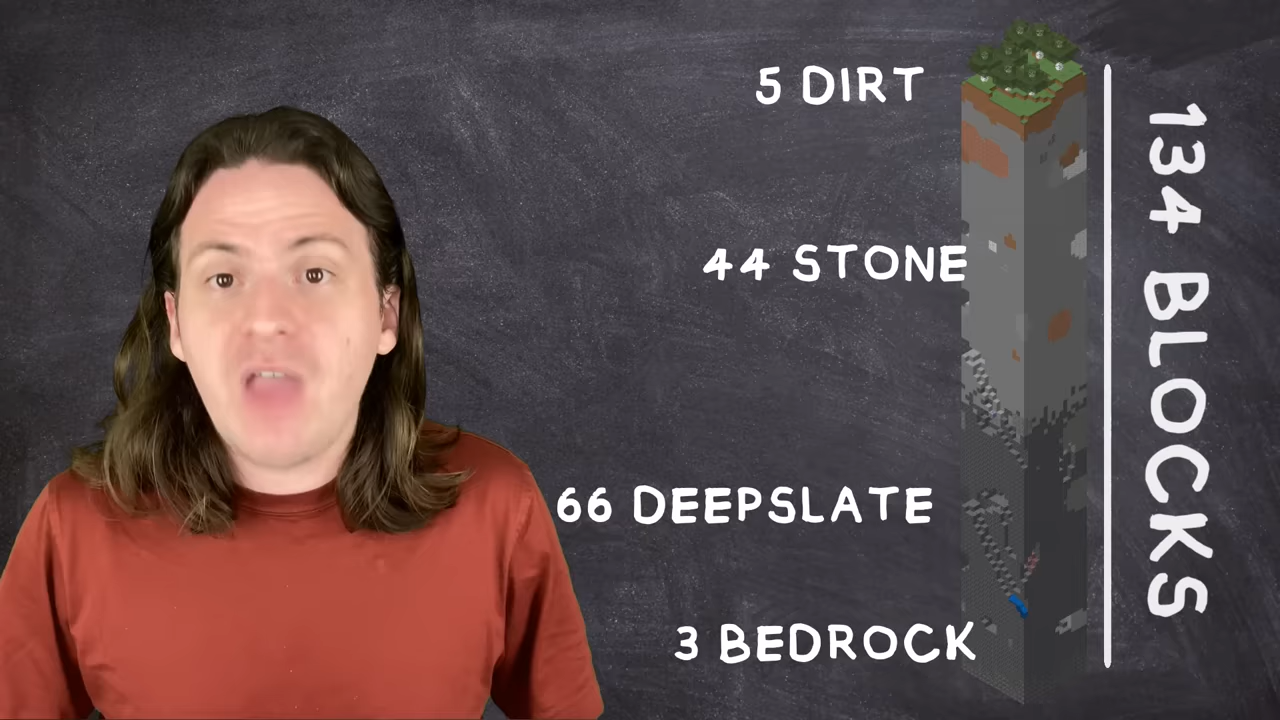 5 DIRT
44 STONE
66 DEEPSLATE
3 BEDROCK
134 BLOCKS